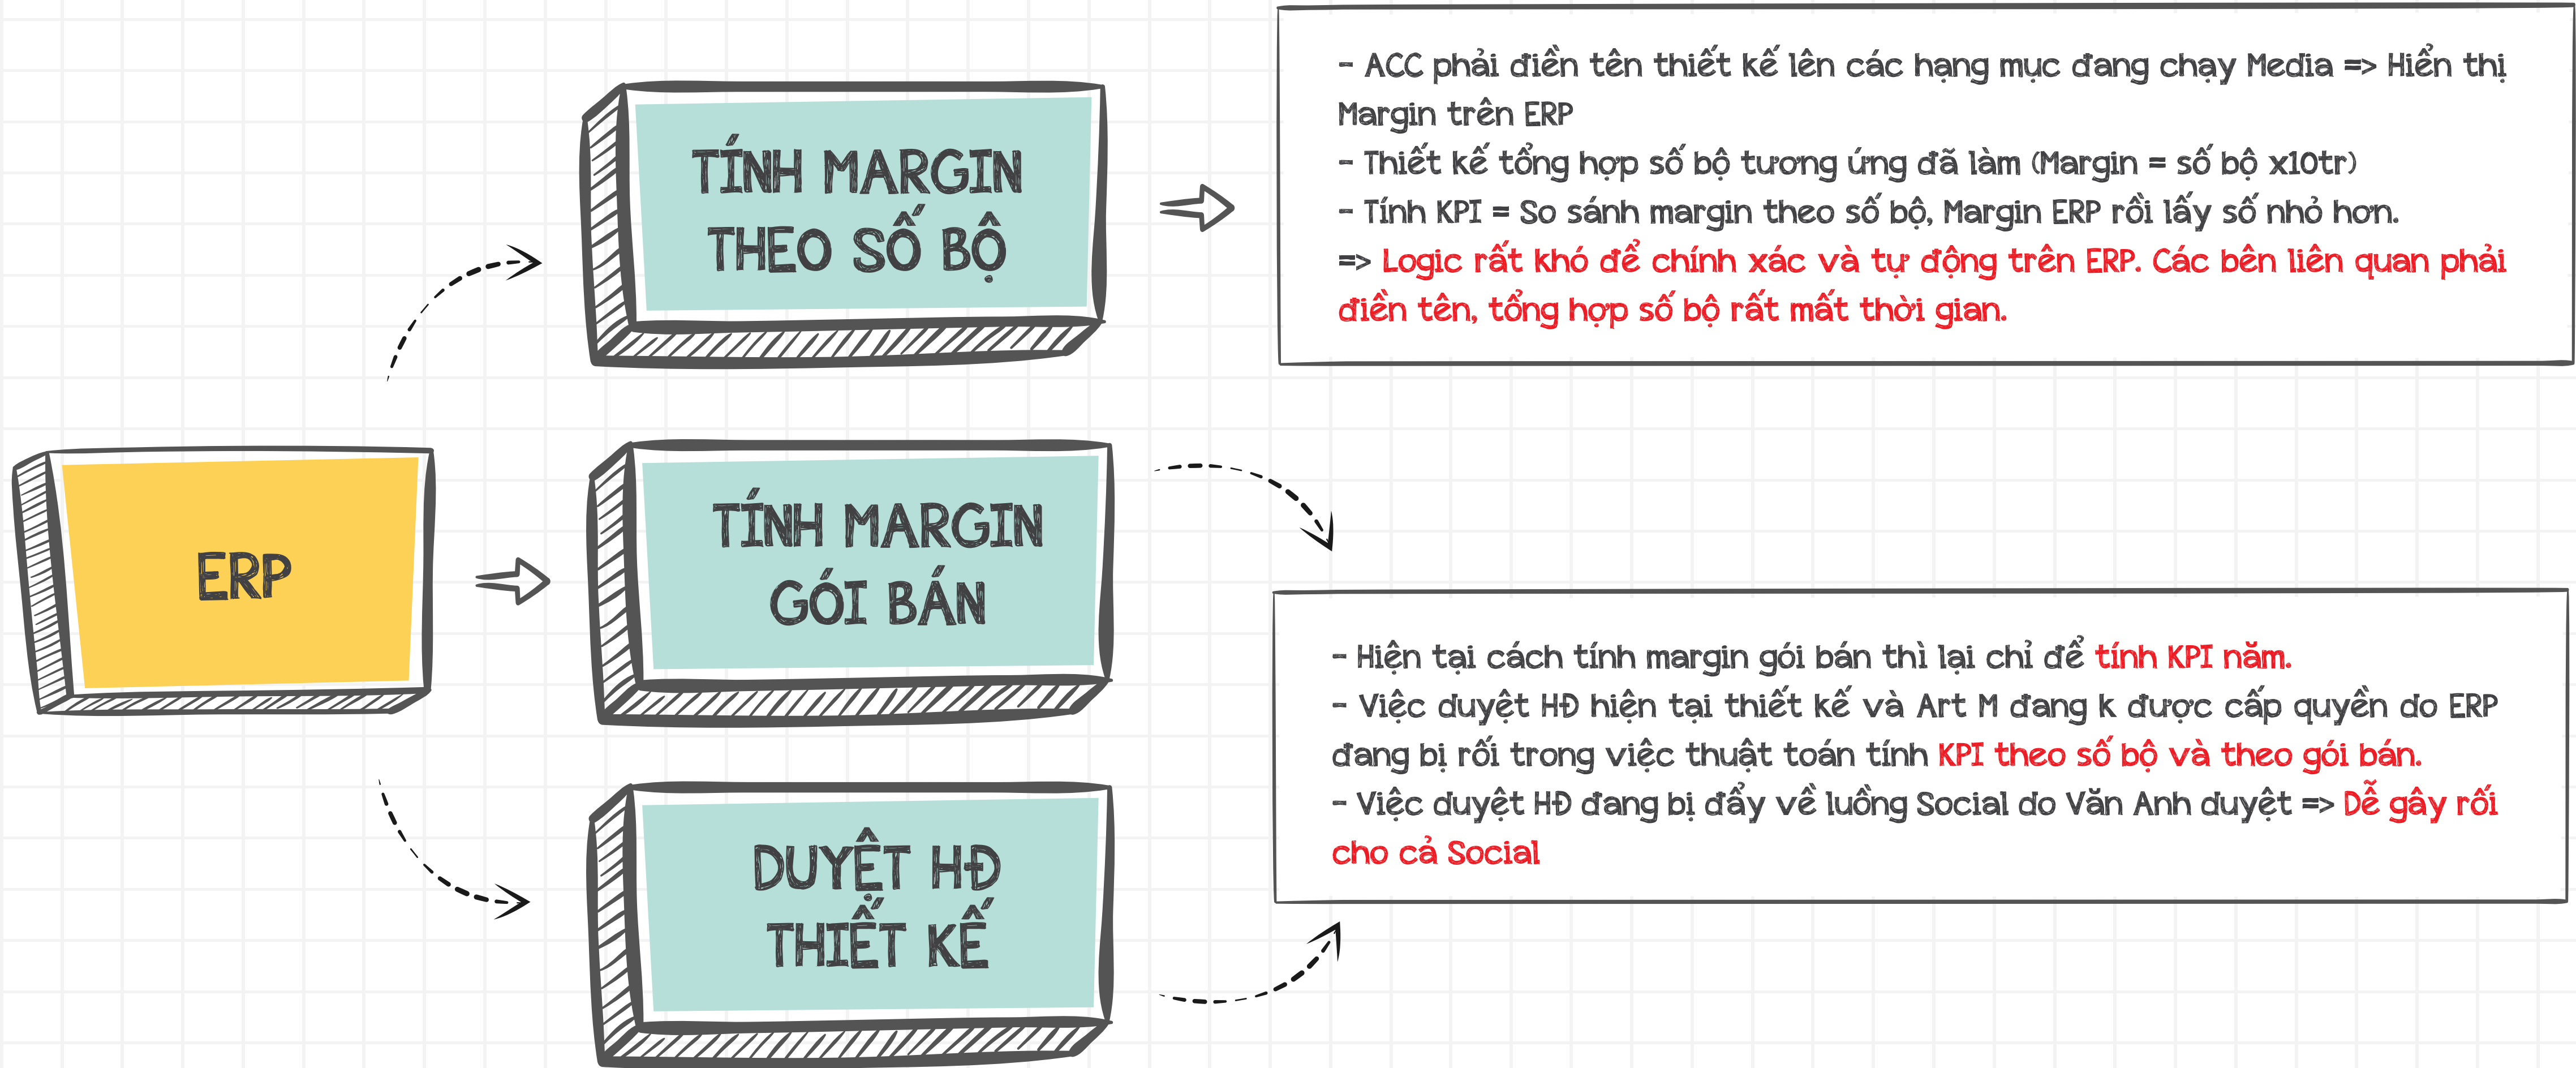 ERP
TÍNH MARGIN
THEO SỐ BỘ
- ACC phải điền tên thiết kế lên các hạng mục đang chạy Media => Hiển thị
Margin trên ERP
- Thiết kế tổng hợp số bộ tương ứng đã làm (Margin = số bộ x10tr)
- Tính KPI = So sánh margin theo số bộ, Margin ERP rồi lấy số nhỏ hơn.
=> Logic rất khó để chính xác và tự động trên ERP. Các bên liên quan phải
điền tên, tổng hợp số bộ rất mất thời gian.
TÍNH MARGIN
GÓI BÁN
DUYỆT HĐ
THIẾT KẾ
- Hiện tại cách tính margin gói bán thì lại chỉ để tính KPI năm.
- Việc duyệt HĐ hiện tại thiết kế và Art M đang k được cấp quyền do ERP
đang bị rối trong việc thuật toán tính KPI theo số bộ và theo gói bán.
- Việc duyệt HĐ đang bị đẩy về luồng Social do Văn Anh duyệt => Dễ gây rối
cho cả Social